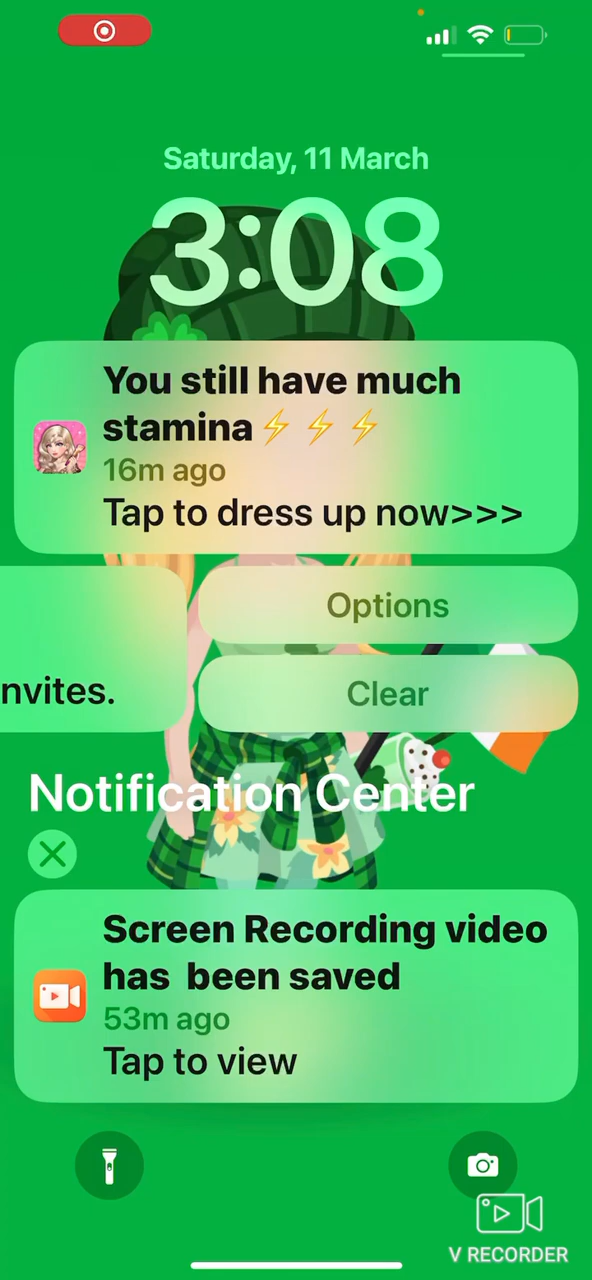 Saturday, 11 March
3:08
You still have much
stamina⚡⚡⚡
16m ago
Tap to dress up now>>>
Options
nvites.
Clear
Notification Center
Screen Recording video
has  been saved
53m ago
Tap to view
V RECORDER